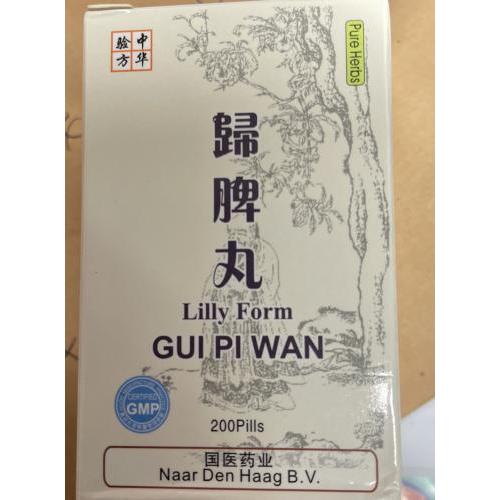 中华验方
Pure Herbs
歸脾丸
Lilly Form
GUI PI WAN
CERTIFIED
GMP
200Pills
国医药业
Naar Den Haag B.V.